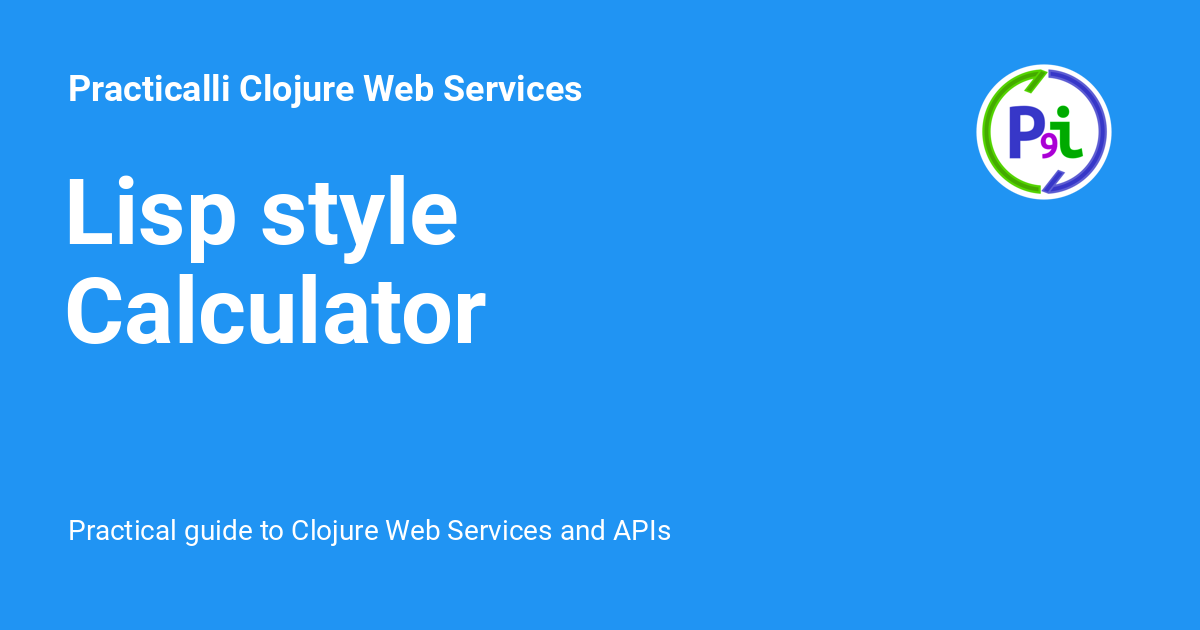 Practicalli Clojure Web Services
P9i
Lisp style
Calculator
Practical guide to Clojure Web Services and APIs